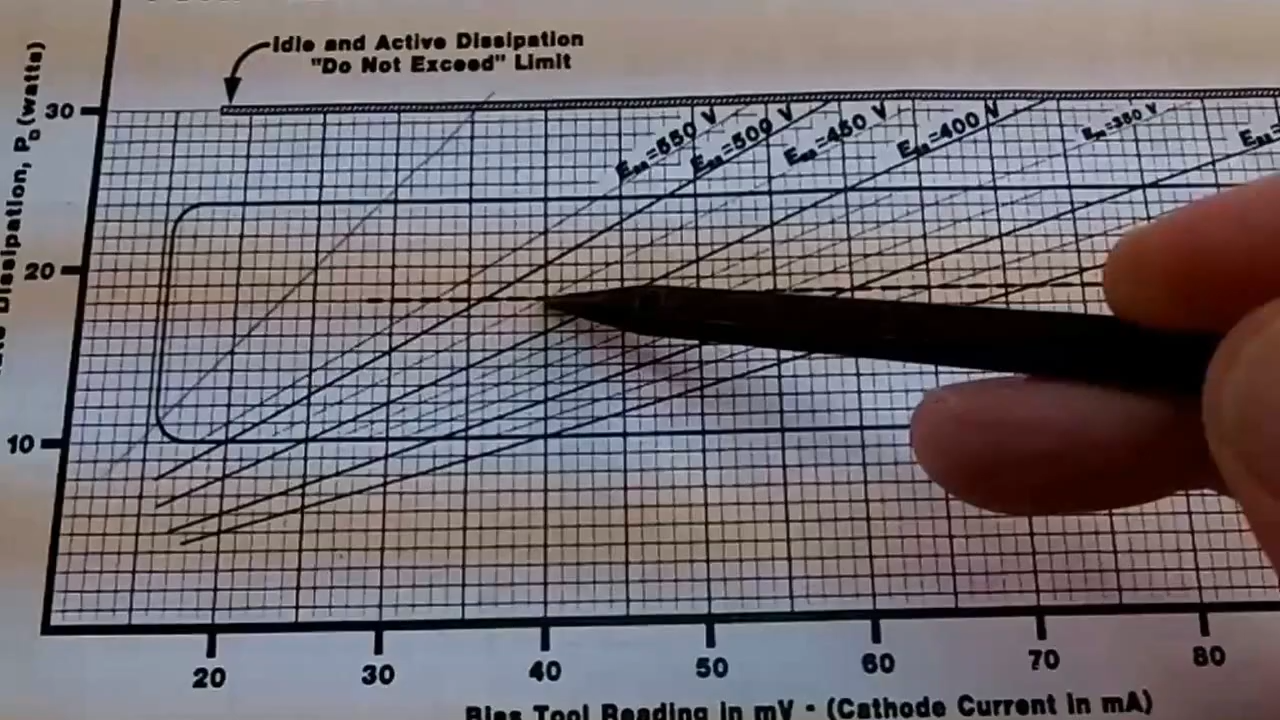 Idle and Active Dissipation
"Do Not Exceed" Limit
Dissipation, PD (watts)
30
20
10
=550 V
=500 V
=450 V
=400 V
=350 V
20
30
40
50
60
70
80
Bias Tool Reading in mV • (Cathode Current in mA)